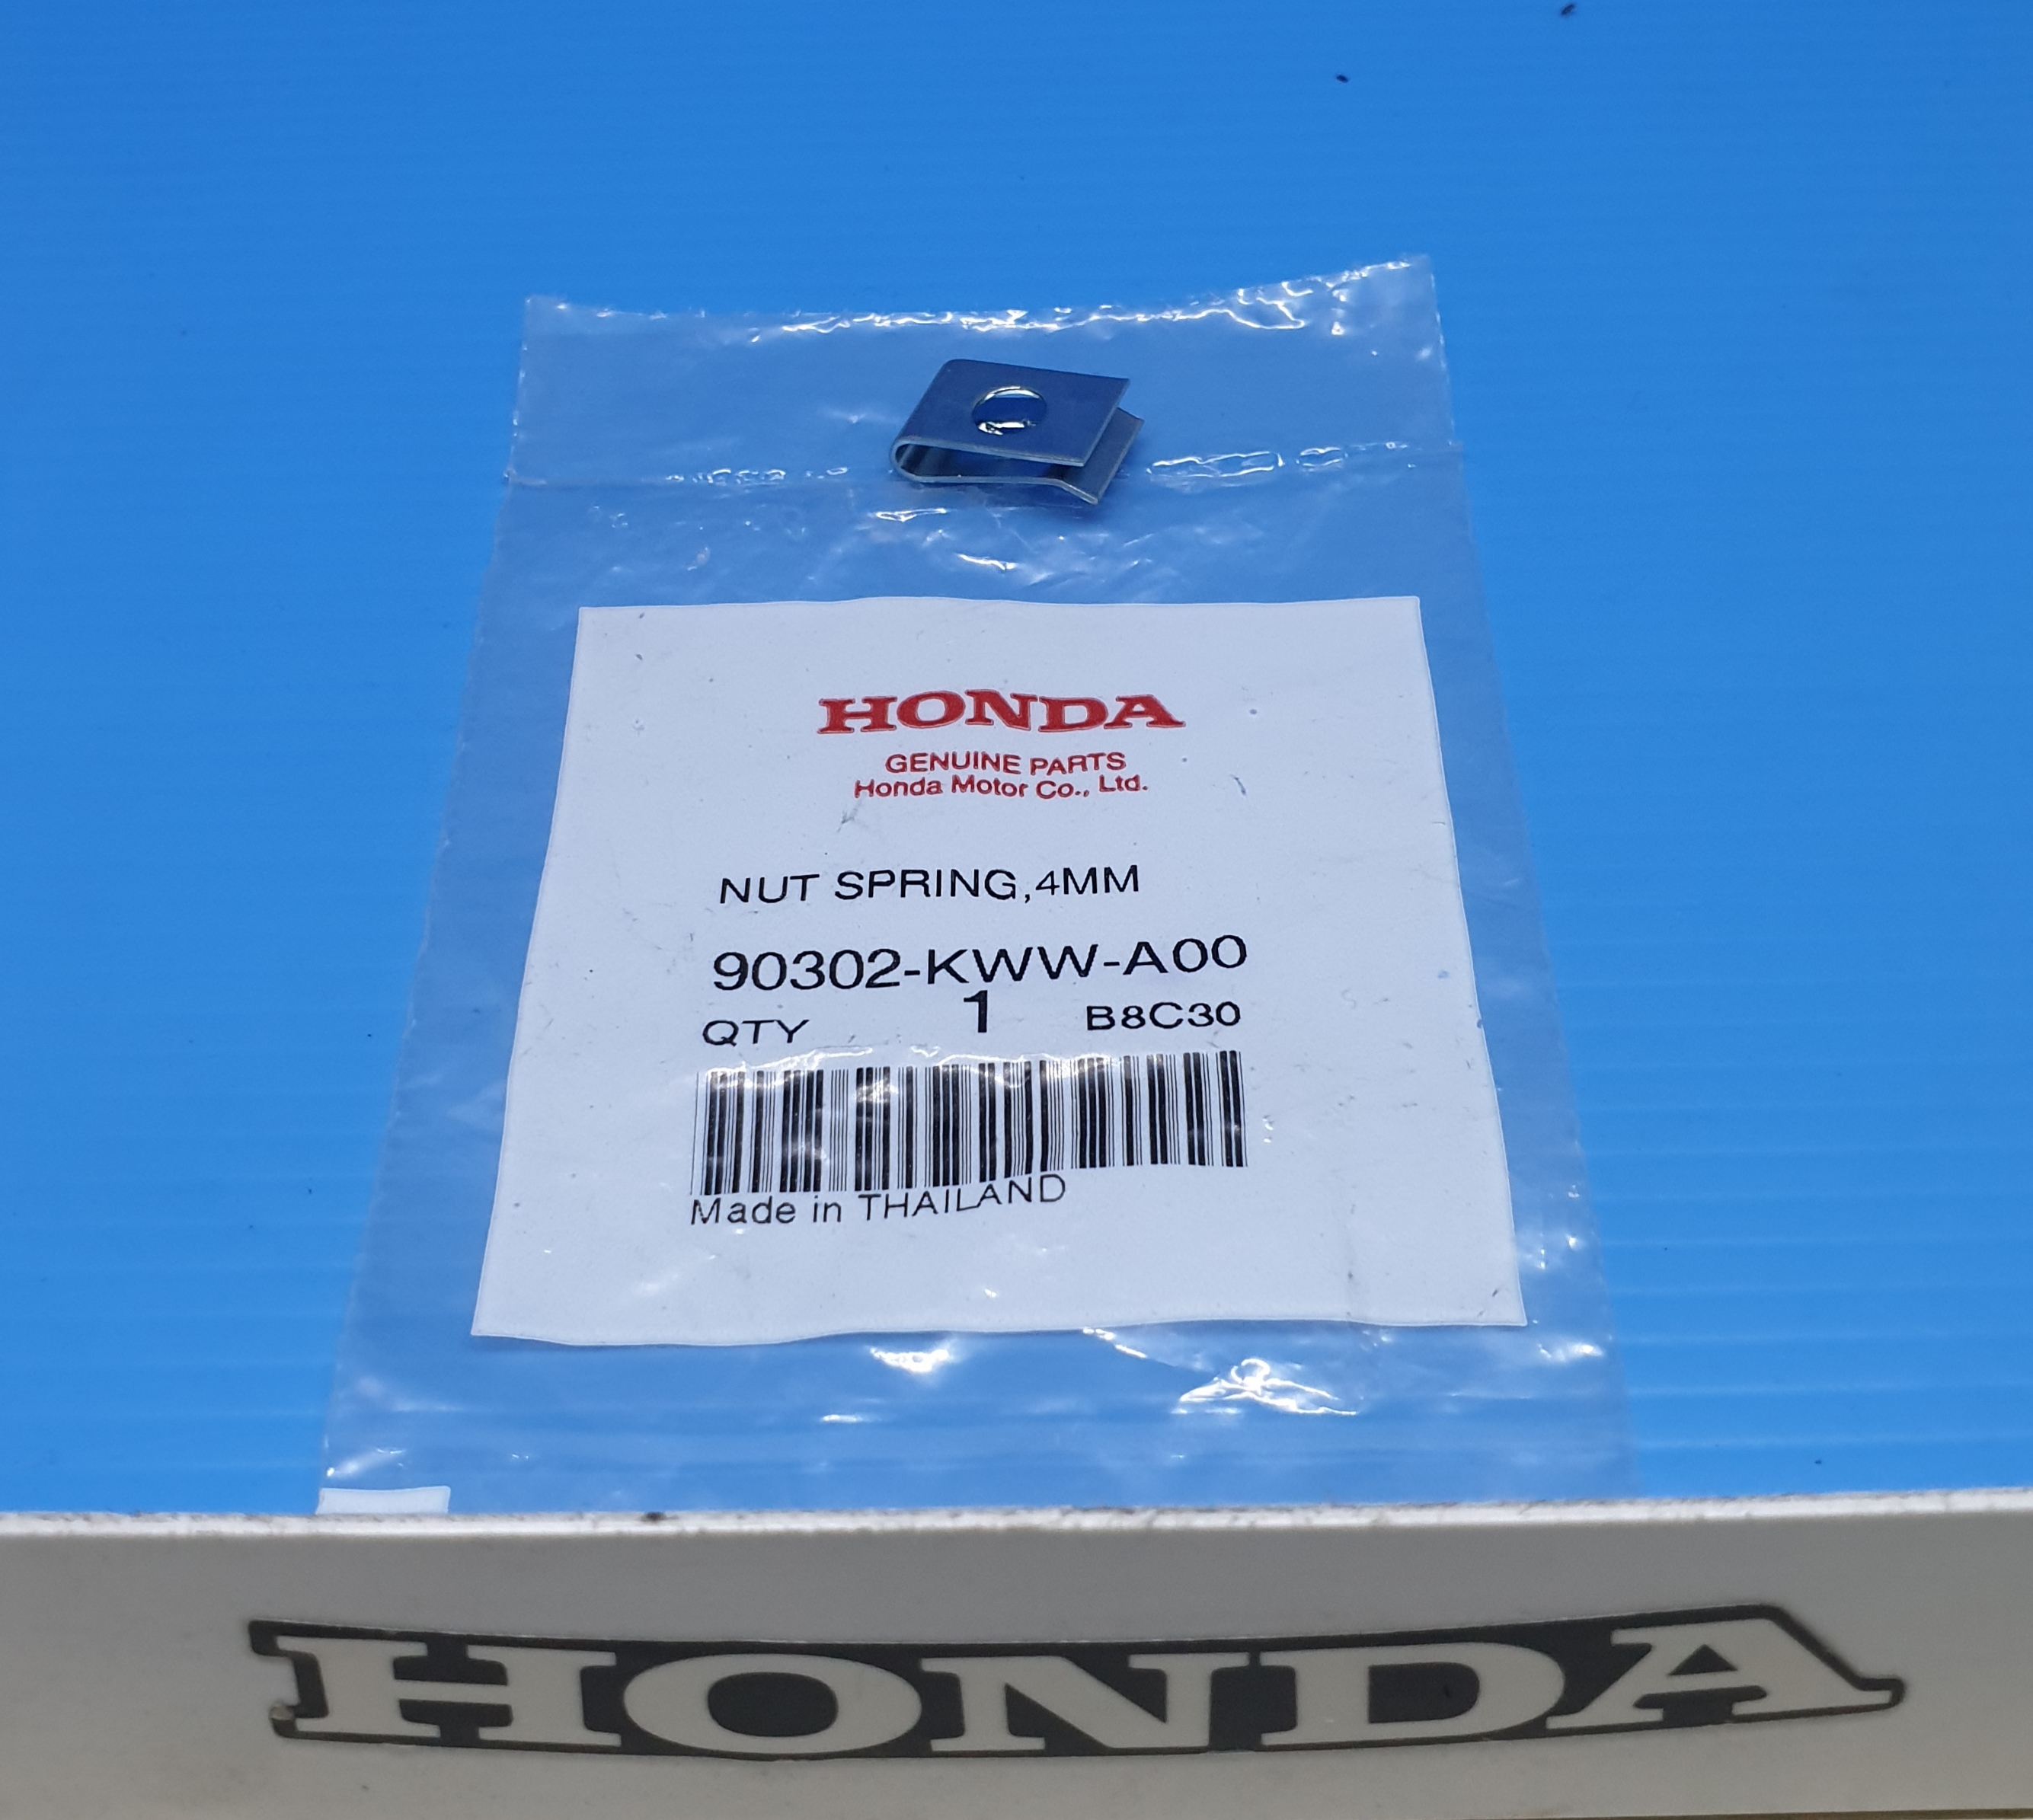 HONDA
GENUINE PARTS
Honda Motor Co., Ltd.
NUT SPRING,4MM
90302-KWW-A00
QTY 1 B8C30
Made in THAILAND
HONDA